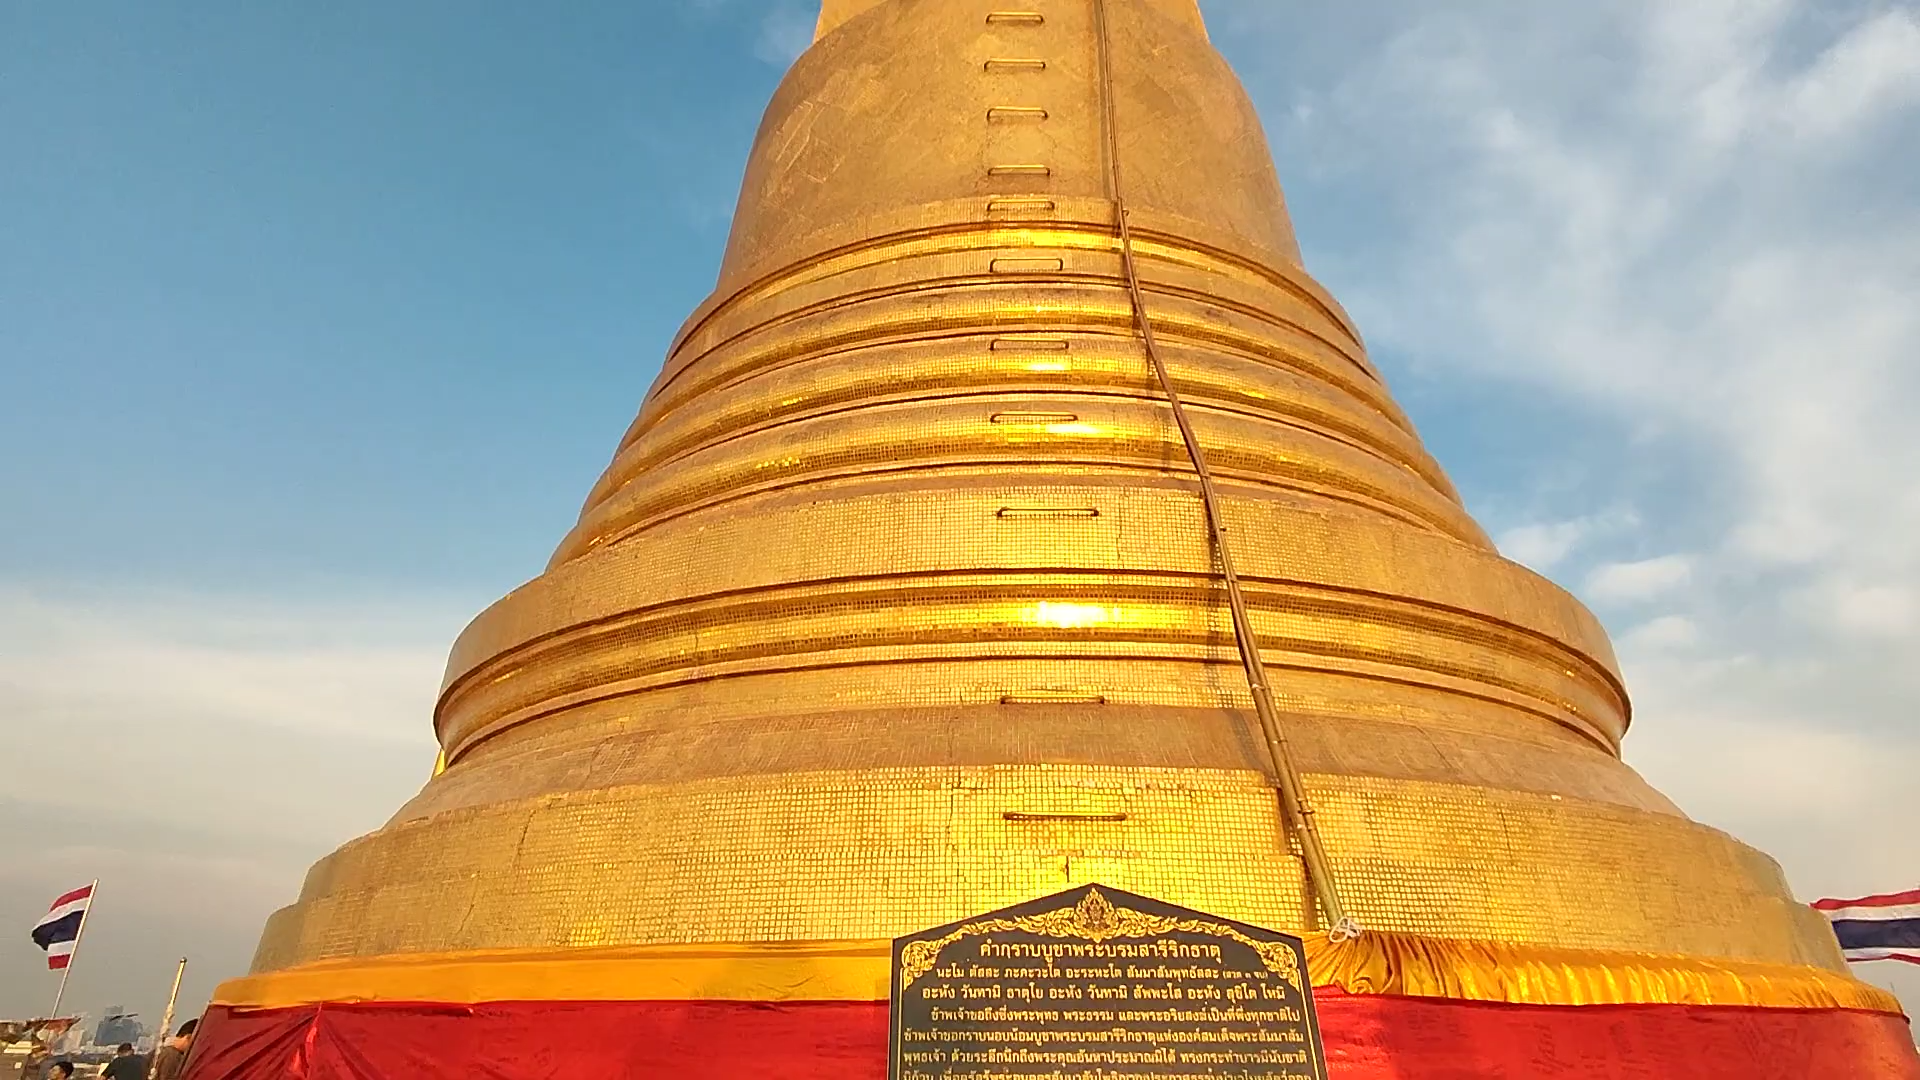 คำกราบบูชาพระบรมสารีริกธาตุ
นะโม ตัสสะ ภะคะวะโต อะระหะโต สัมมาสัมพุทธัสสะ (สวด ๓ จบ)
อะหัง วันทามิ ธาตุโย อะหัง วันทามิ สัพพะโส อะหัง สุขิโต โหมิ
ข้าพเจ้าขอถึงซึ่งพระพุทธ พระธรรม และพระอริยสงฆ์เป็นที่พึ่งทุกชาติไป
ข้าพเจ้าขอกราบนอบน้อมบูชาพระบรมสารีริกธาตุแห่งองค์สมเด็จพระสัมมาสัม
พุทธเจ้า ด้วยระลึกนึกถึงพระคุณอันหาประมาณมิได้ ทรงกระทำบารมีนับชาติ